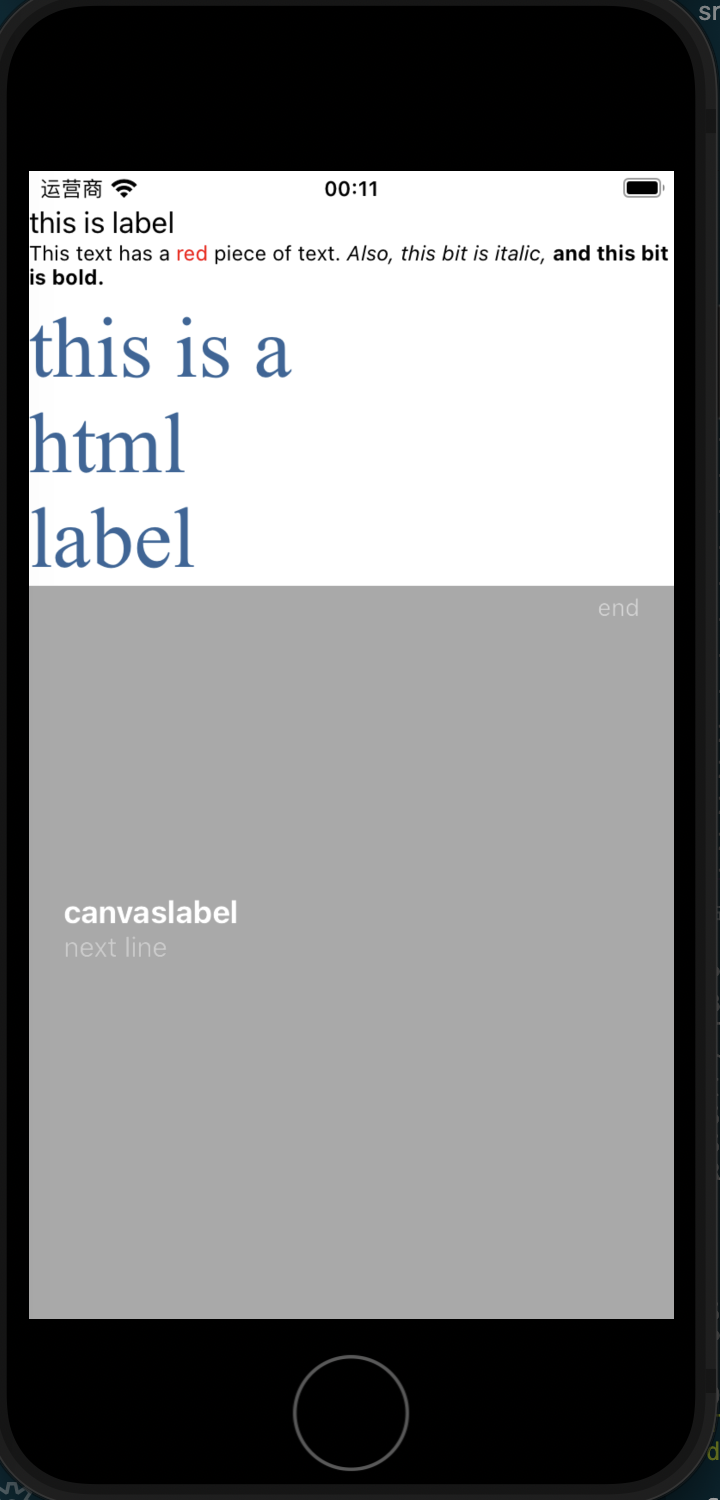 运营商 00:11
this is label
This text has a red piece of text. Also, this bit is italic, and this bit
is bold.
this is a
html
label
end
canvaslabel
next line